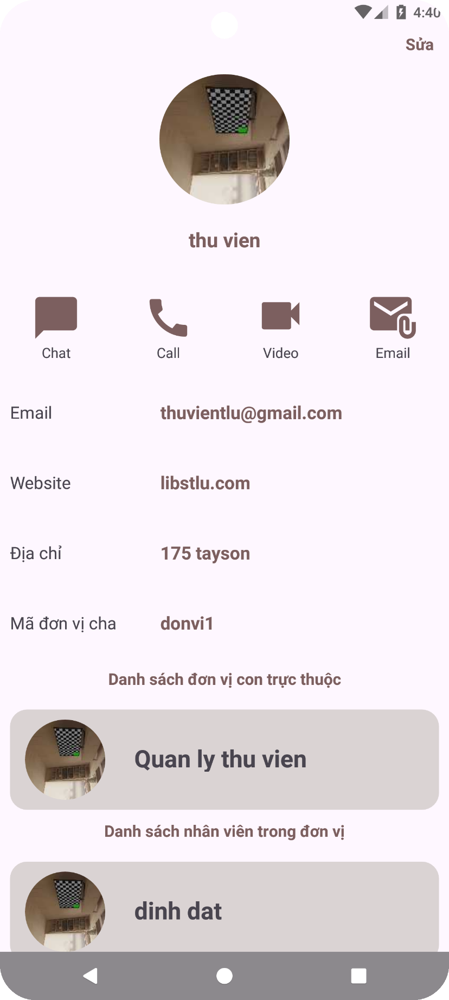 4:40
Sửa
thu vien
Chat Call Video Email
Email thuvientlu@gmail.com
Website libstlu.com
Địa chỉ 175 tayson
Mã đơn vị cha donvi1
Danh sách đơn vị con trực thuộc
Quan ly thu vien
Danh sách nhân viên trong đơn vị
dinh dat